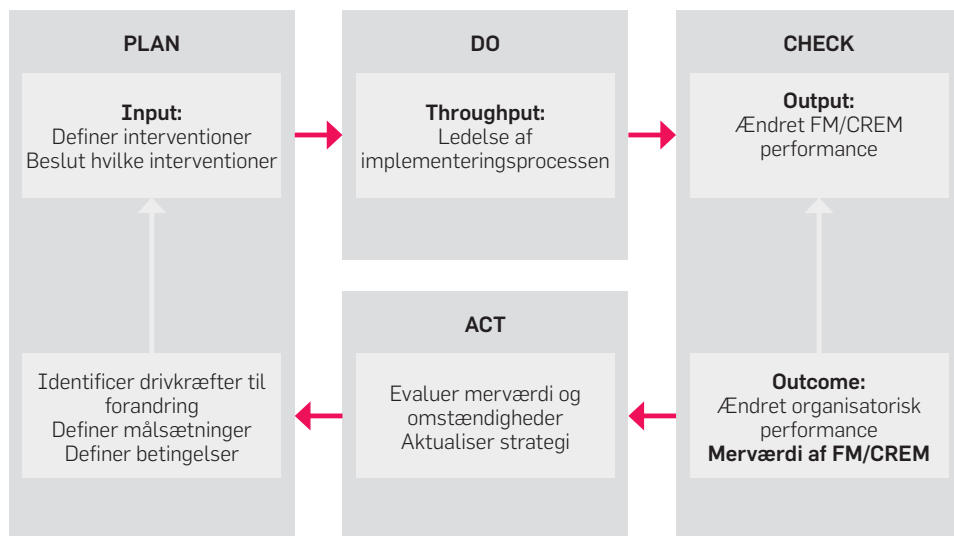 PLAN
Input:
Definer interventioner
Beslut hvilke interventioner
Identificer drivkræfter til
forandring
Definer målsætninger
Definer betingelser
DO
Throughput:
Ledelse af
implementeringsprocessen
ACT
Evaluer merværdi og
omstændigheder
Aktualiser strategi
CHECK
Output:
Ændret FM/CREM
performance
Outcome:
Ændret organisatorisk
performance
Merværdi af FM/CREM